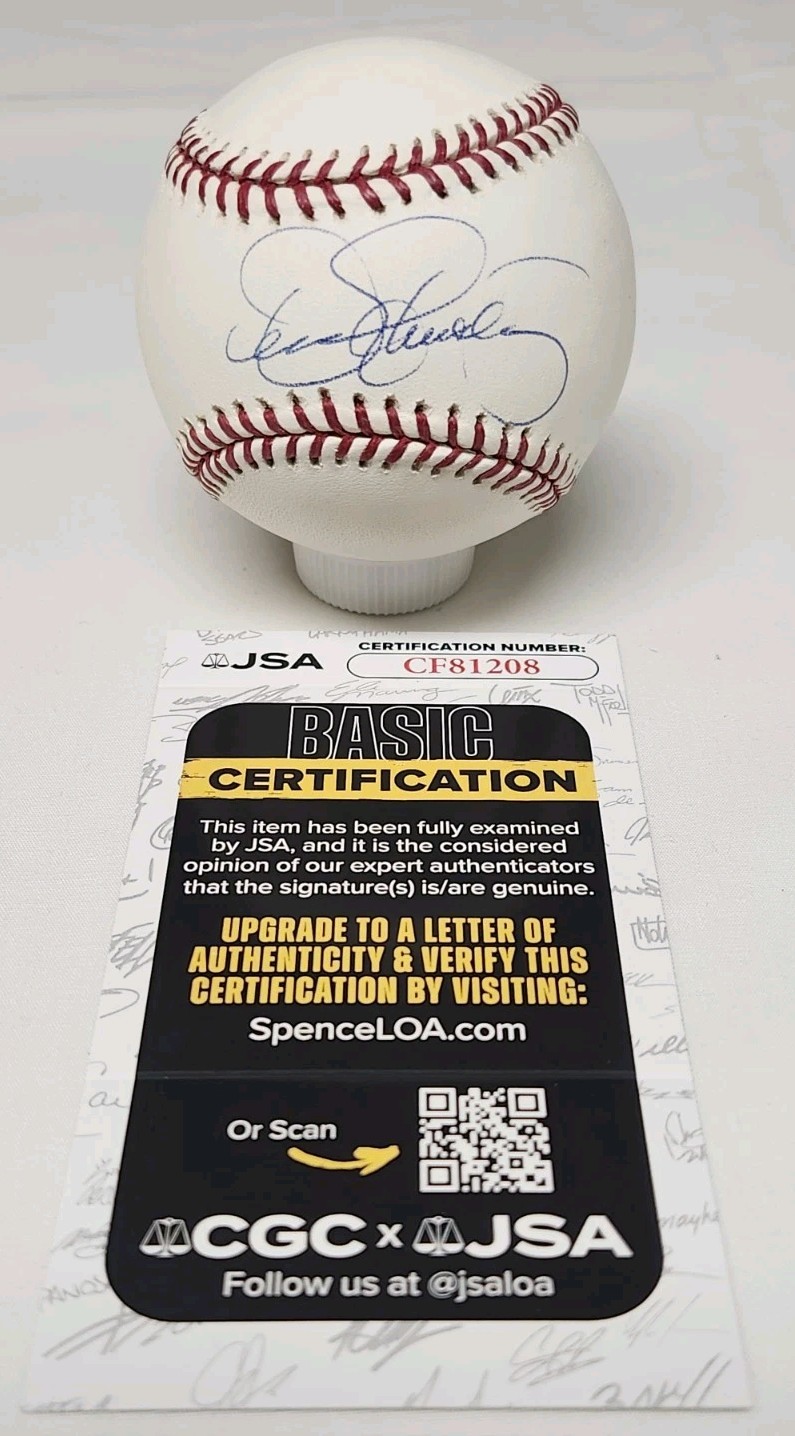 JSA
CERTIFICATION NUMBER:
CF81208
BASIC
CERTIFICATION
This item has been fully examined
by JSA, and it is the considered
opinion of our expert authenticators
that the signature(s) is/are genuine.
UPGRADE TO A LETTER OF
AUTHENTICITY & VERIFY THIS
CERTIFICATION BY VISITING:
SpenceLOA.com
Or Scan
CGC x JSA
Follow us at @jsaloa